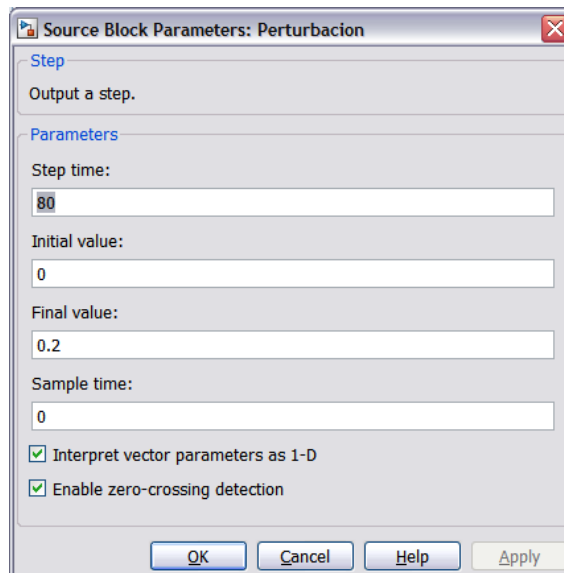 Source Block Parameters: Perturbacion
Step
Output a step.
Parameters
Step time:
80
Initial value:
0
Final value:
0.2
Sample time:
0
Interpret vector parameters as 1-D
Enable zero-crossing detection
OK Cancel Help Apply